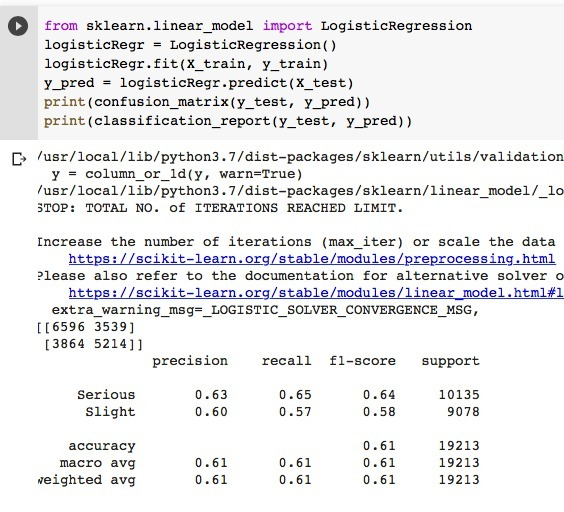 from sklearn.linear_model import LogisticRegression
logisticRegr = LogisticRegression()
logisticRegr.fit(X_train, y_train)
y_pred = logisticRegr.predict(X_test)
print(confusion_matrix(y_test, y_pred))
print(classification_report(y_test, y_pred))
/usr/local/lib/python3.7/dist-packages/sklearn/utils/validation
y = column_or_1d(y, warn=True)
/usr/local/lib/python3.7/dist-packages/sklearn/linear_model/_lo
STOP: TOTAL NO. of ITERATIONS REACHED LIMIT.
Increase the number of iterations (max_iter) or scale the data
https://scikit-learn.org/stable/modules/preprocessing.html
Please also refer to the documentation for alternative solver o
https://scikit-learn.org/stable/modules/linear_model.html#l
extra_warning_msg=_LOGISTIC_SOLVER_CONVERGENCE_MSG,
[[6596 3539]
[3864 5214]]
precision recall f1-score support
Serious 0.63 0.65 0.64 10135
Slight 0.60 0.57 0.58 9078
accuracy 0.61 19213
macro avg 0.61 0.61 0.61 19213
weighted avg 0.61 0.61 0.61 19213